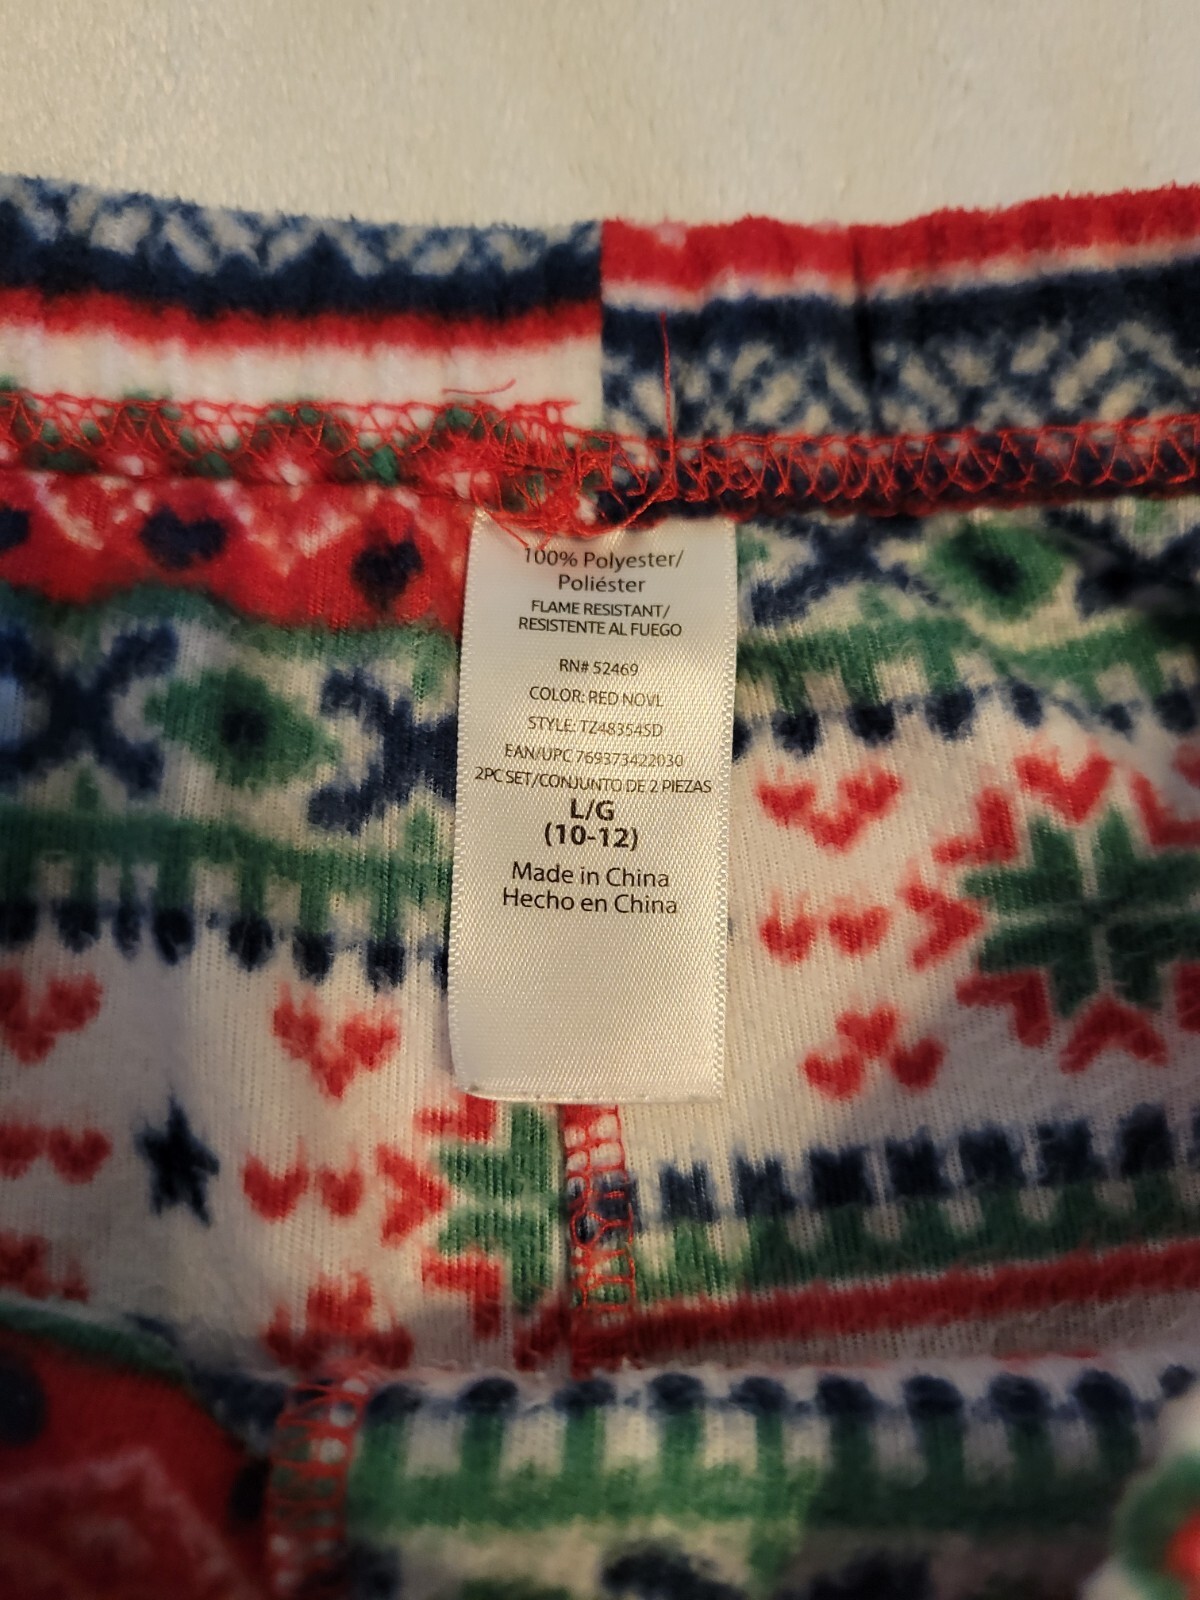 100% Polyester/
Poliéster
FLAME RESISTANT/
RESISTENTE AL FUEGO
RN# 52469
COLOR: RED NOVL
STYLE: TZ48354SD
EAN/UPC 769373422030
2PC SET/CONJUNTO DE 2 PIEZAS
L/G
(10-12)
Made in China
Hecho en China